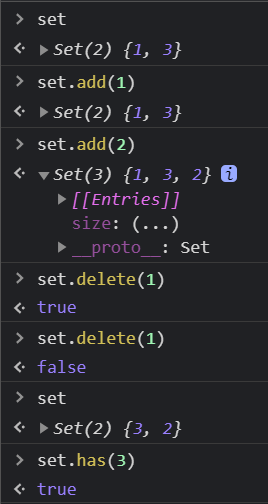 > set
<· ▶Set(2) {1, 3}
> set.add(1)
<· ▶Set(2) {1, 3}
> set.add(2)
<· ▼Set(3) {1, 3, 2} i
▶[[Entries]]
size: (...)
▶__proto__: Set
> set.delete(1)
<· true
> set.delete(1)
<· false
> set
<· ▶Set(2) {3, 2}
> set.has(3)
<· true